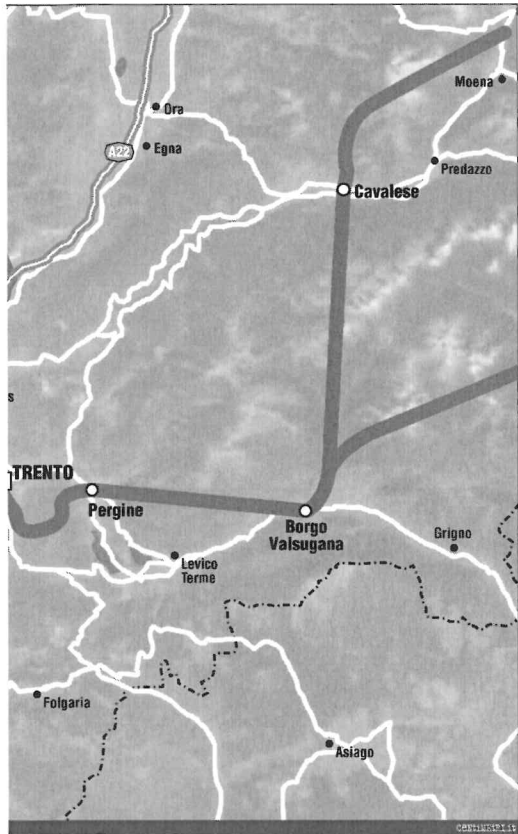 Moena
Ora
A22
Egna
Predazzo
Cavalese
s
TRENTO
Pergine
Borgo
Valsugana
Grigno
Levico
Terme
Folgaria
Asiago